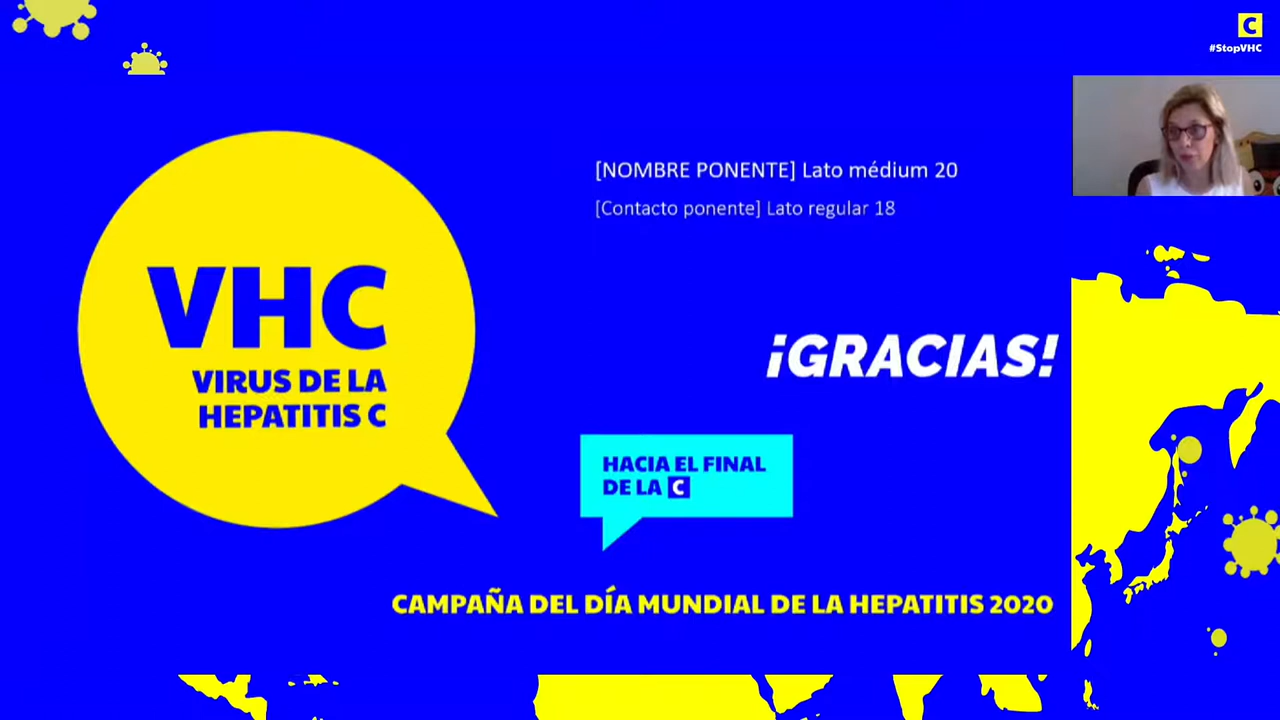 C
#StopVHC
[NOMBRE PONENTE] Lato médium 20
[Contacto ponente] Lato regular 18
VHC
VIRUS DE LA
HEPATITIS C
¡GRACIAS!
HACIA EL FINAL
DE LA C
CAMPAÑA DEL DÍA MUNDIAL DE LA HEPATITIS 2020